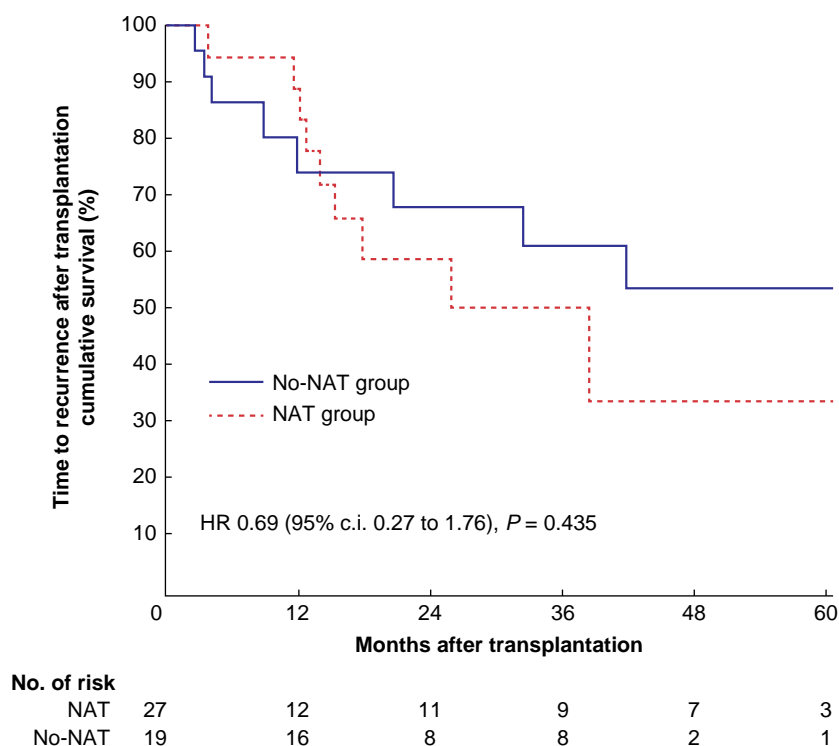 Time to recurrence after transplantation
cumulative survival (%)
100
90
80
70
60
50
40
30
20
10
No-NAT group
NAT group
HR 0.69 (95% c.i. 0.27 to 1.76), P = 0.435
0 12 24 36 48 60
Months after transplantation
No. of risk
NAT 27 12 11 9 7 3
No-NAT 19 16 8 8 2 1